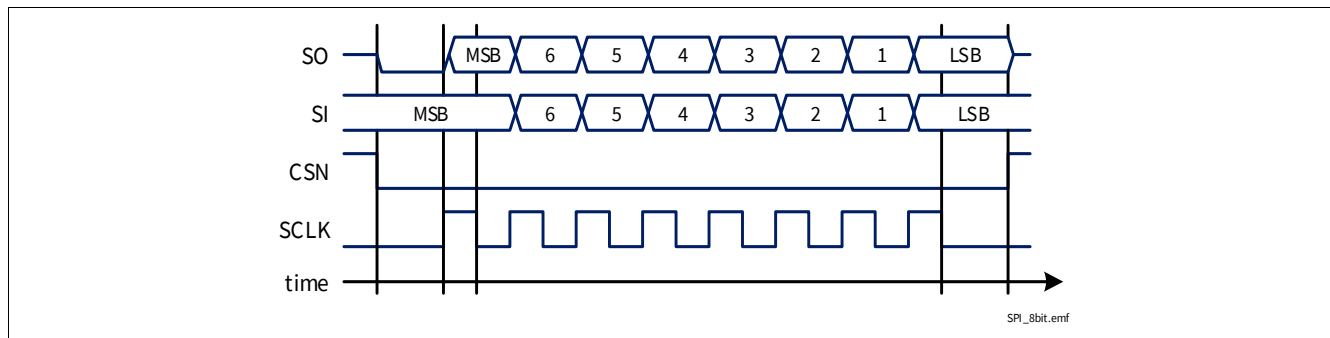 SO MSB 6 5 4 3 2 1 LSB
SI MSB 6 5 4 3 2 1 LSB
CSN
SCLK
time
SPI_8bit.emf